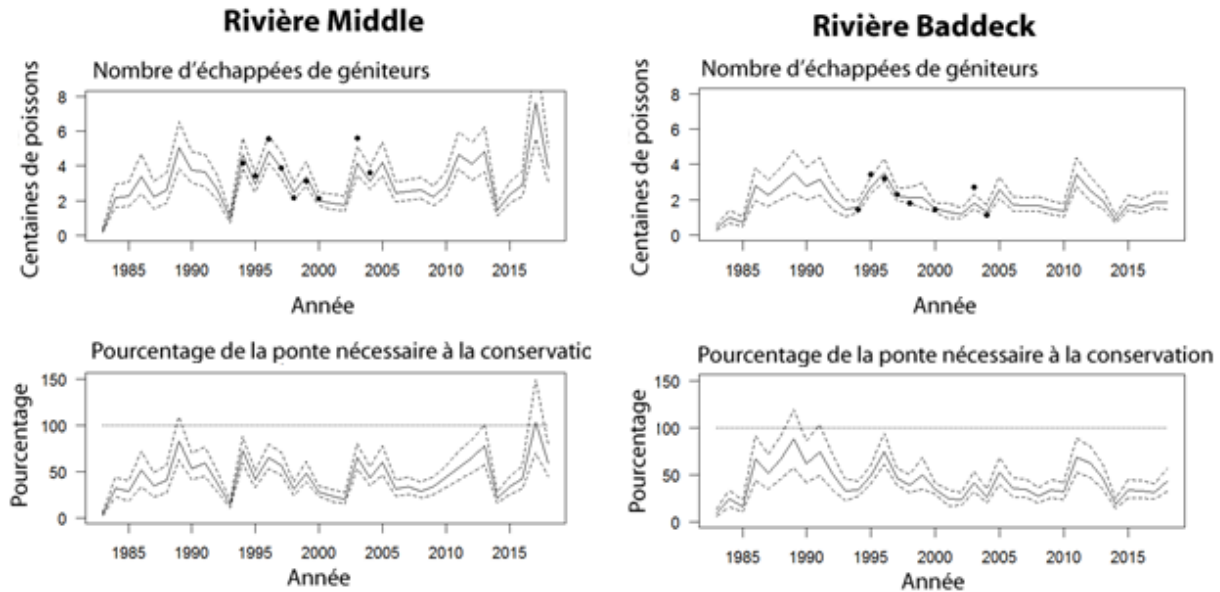 Rivière Middle
Nombre d'échappées de géniteurs
Centaines de poissons
8
6
4
2
0
1985 1990 1995 2000 2005 2010 2015
Année
Pourcentage de la ponte nécessaire à la conservatic
Pourcentage
150
100
50
0
1985 1990 1995 2000 2005 2010 2015
Année
Rivière Baddeck
Nombre d'échappées de géniteurs
Centaines de poissons
8
6
4
2
0
1985 1990 1995 2000 2005 2010 2015
Année
Pourcentage de la ponte nécessaire à la conservation
Pourcentage
150
100
50
0
1985 1990 1995 2000 2005 2010 2015
Année